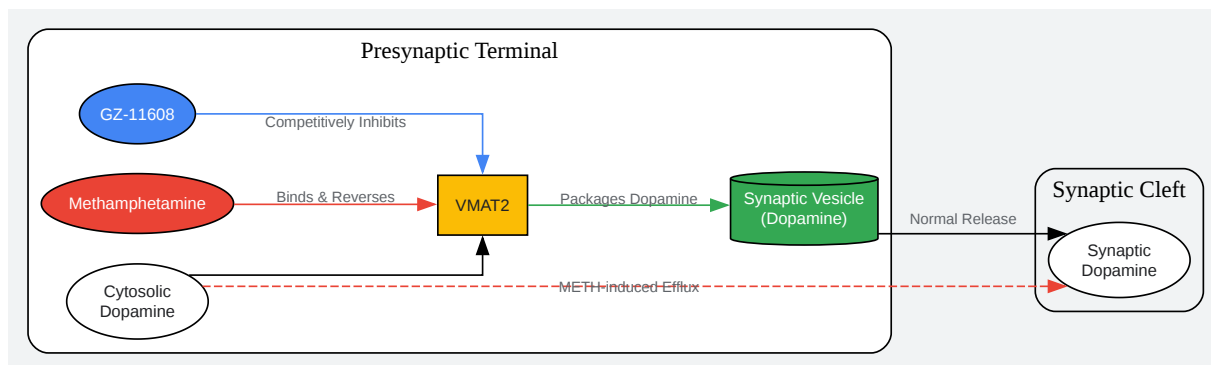 Presynaptic Terminal
GZ-11608
Competitively Inhibits
Methamphetamine
Binds & Reverses
VMAT2
Packages Dopamine
Synaptic Vesicle
(Dopamine)
Normal Release
Synaptic Cleft
Synaptic
Dopamine
Cytosolic
Dopamine
METH-induced Efflux